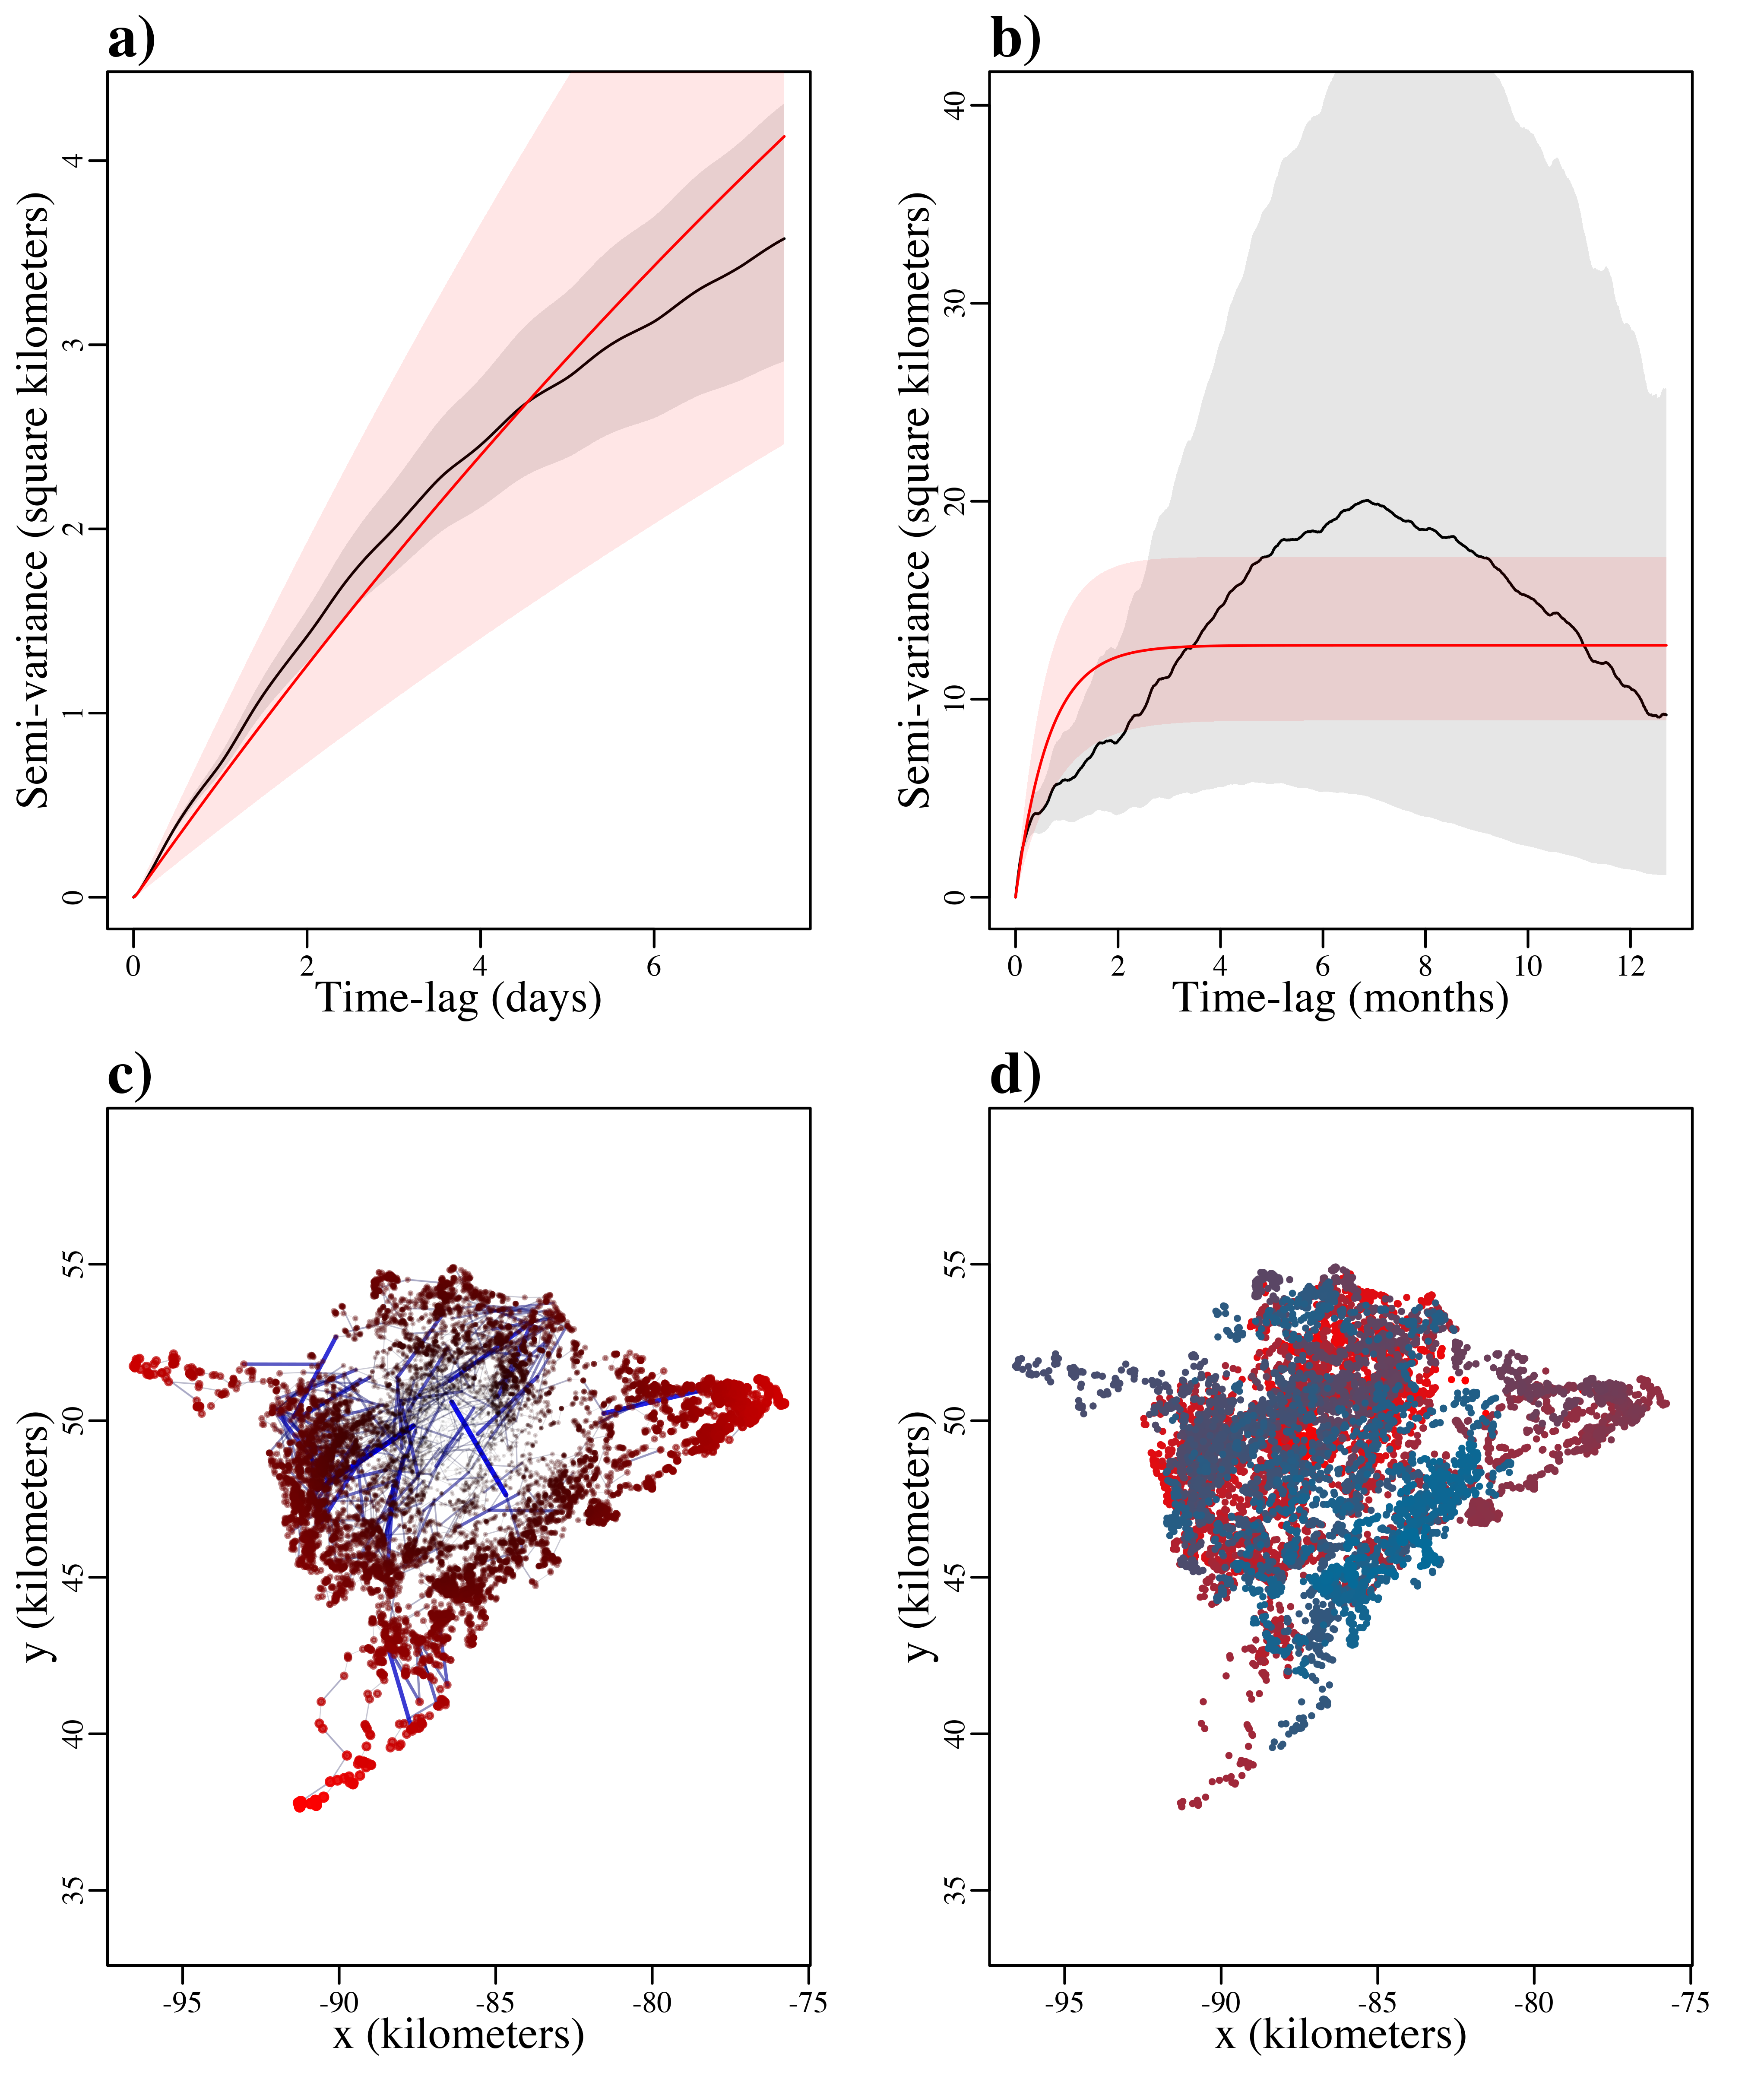 a)
Semi-variance (square kilometers)
0 1 2 3 4
0 2 4 6
Time-lag (days)
b)
Semi-variance (square kilometers)
0 10 20 30 40
0 2 4 6 8 10 12
Time-lag (months)
c)
y (kilometers)
35 40 45 50 55
-95 -90 -85 -80 -75
x (kilometers)
d)
y (kilometers)
35 40 45 50 55
-95 -90 -85 -80 -75
x (kilometers)